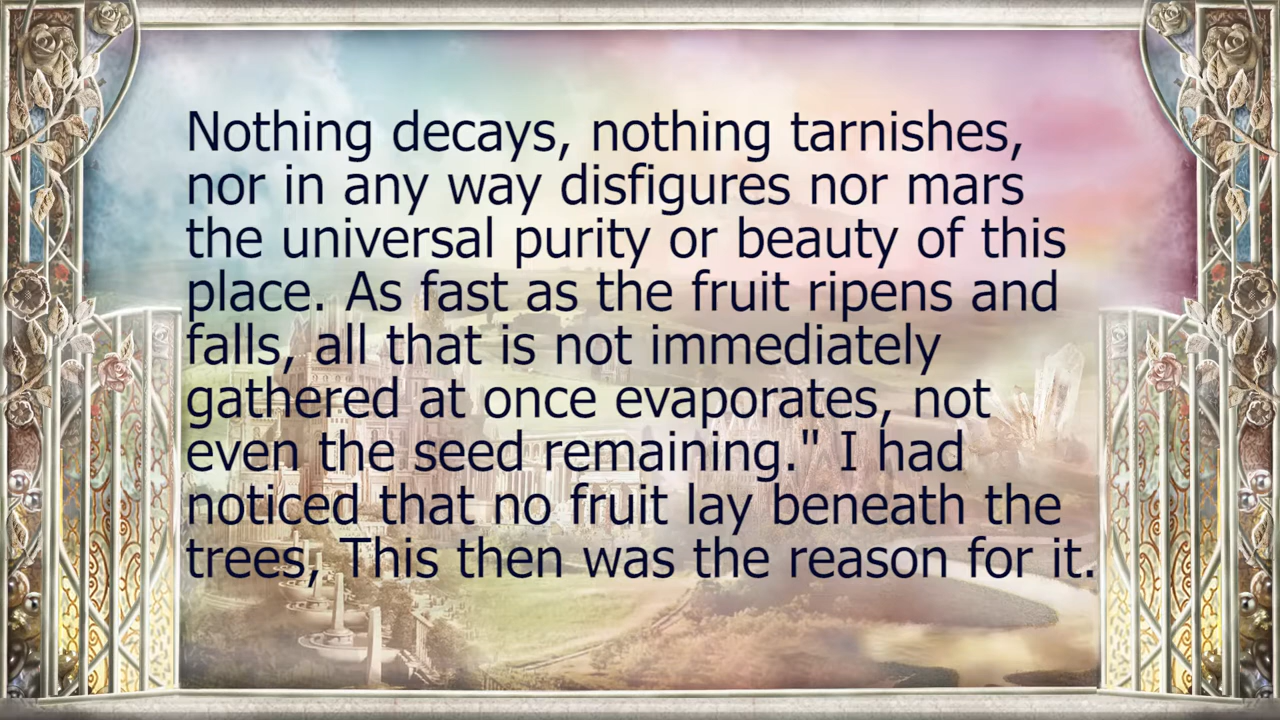 Nothing decays, nothing tarnishes,
nor in any way disfigures nor mars
the universal purity or beauty of this
place. As fast as the fruit ripens and
falls, all that is not immediately
gathered at once evaporates, not
even the seed remaining." I had
noticed that no fruit lay beneath the
trees, This then was the reason for it.